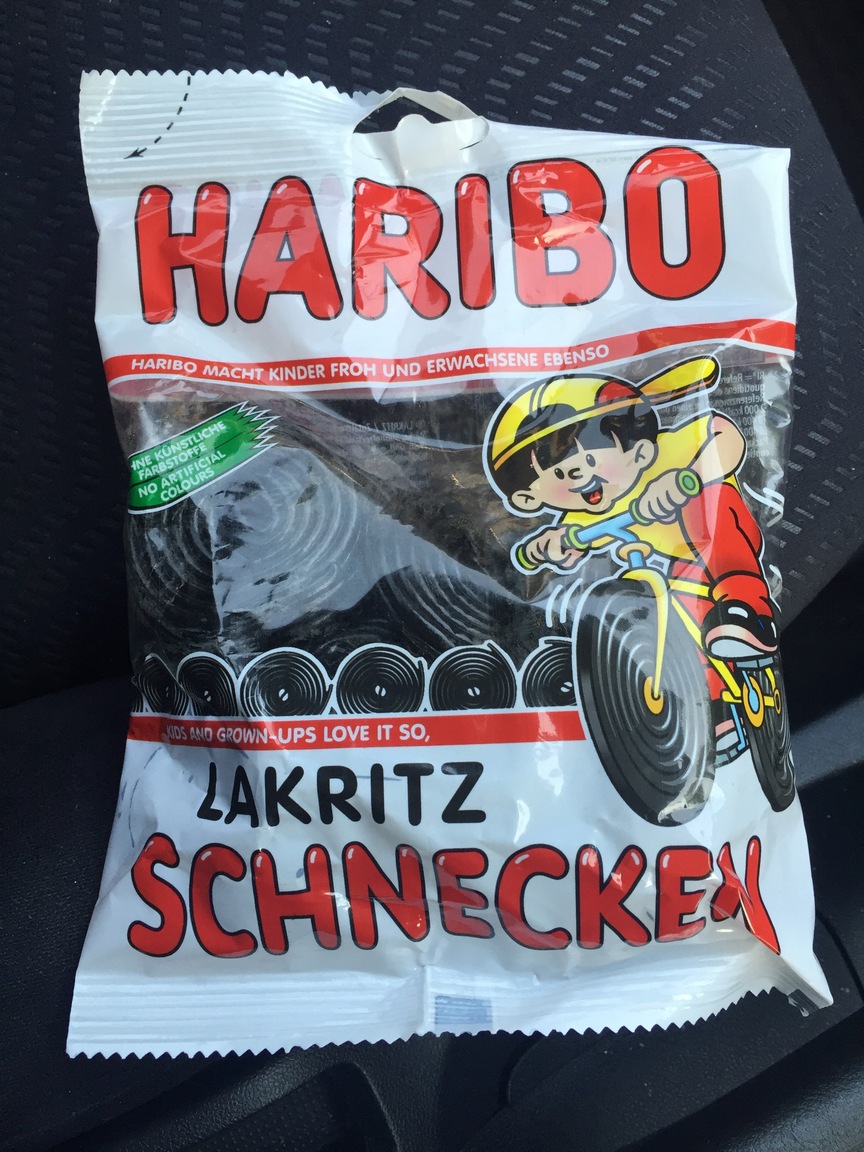 HARIBO
HARIBO MACHT KINDER FROH UND ERWACHSENE EBENSO
HNE KÜNSTLICHE
FARBSTOFFE
NO ARTIFICIAL
COLOURS
KIDS AND GROWN-UPS LOVE IT SO,
LAKRITZ
SCHNECKEN